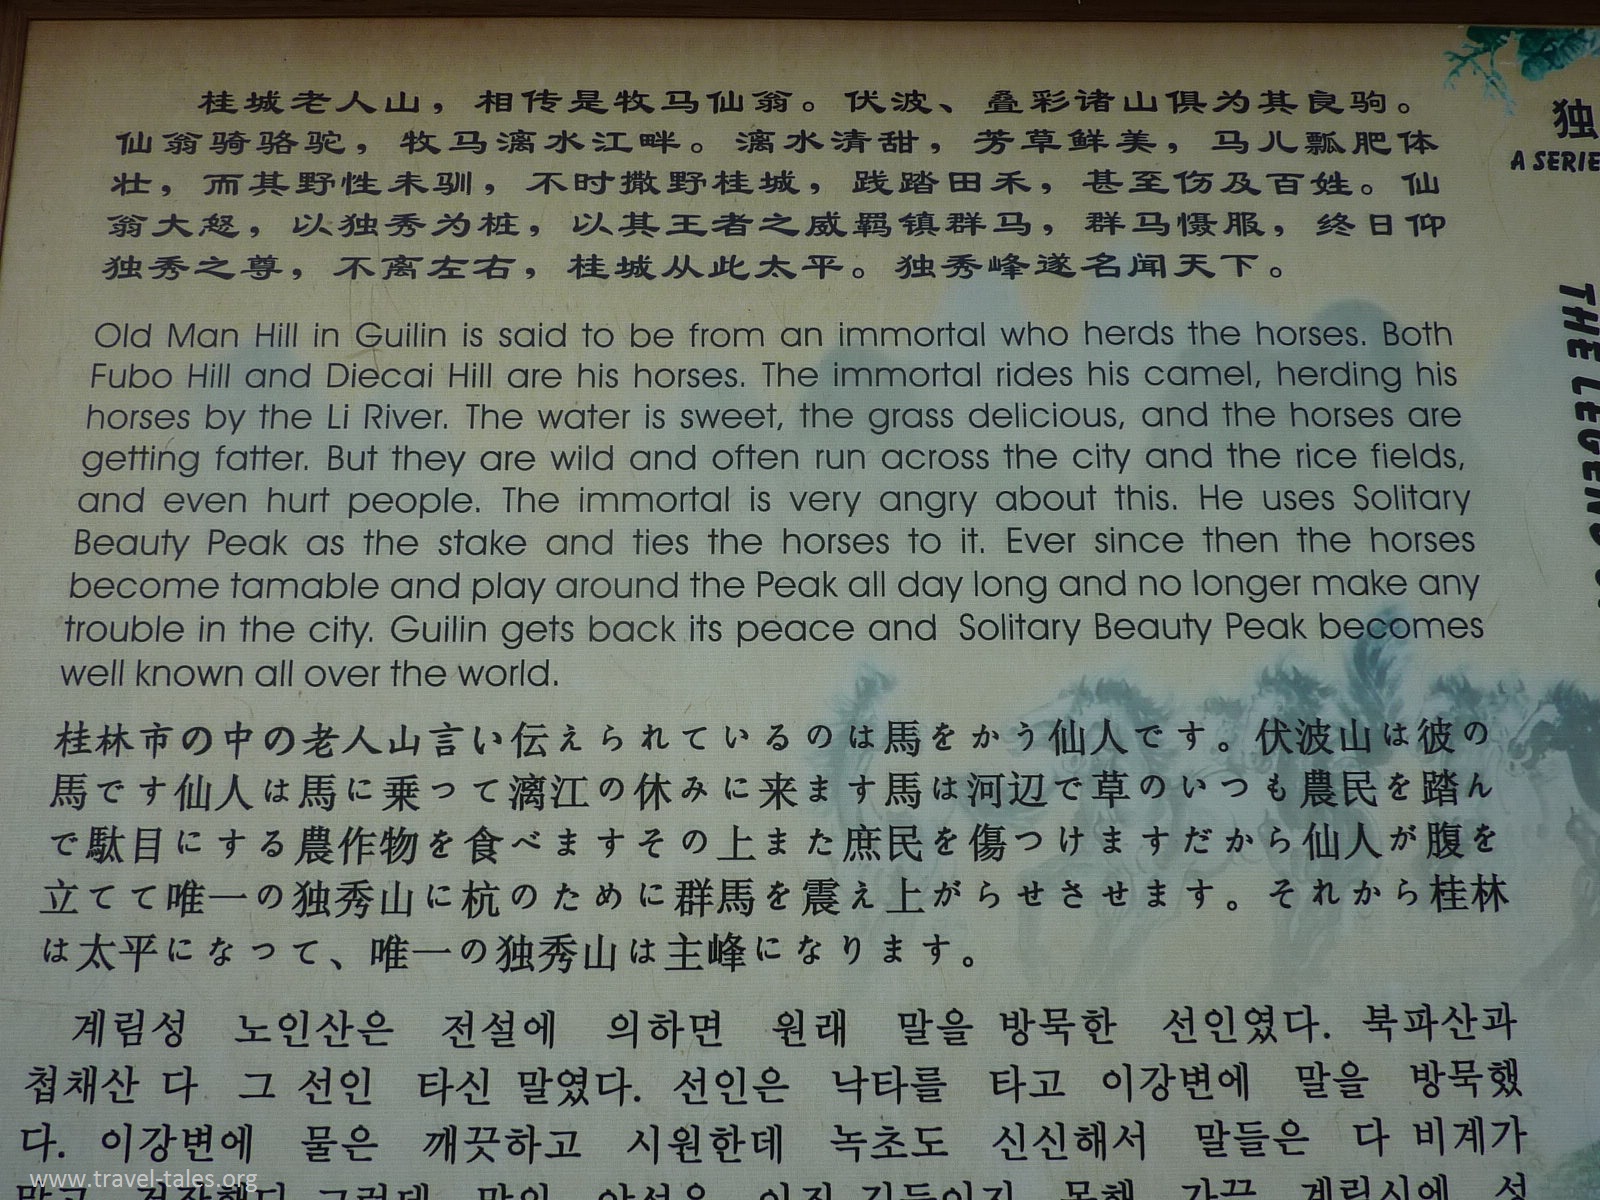 桂城老人山，相传是牧马仙翁。伏波、叠彩诸山俱为其良驹。
仙翁骑骆驼，牧马漓水江畔。漓水清甜，芳草鲜美，马儿瓢肥体
壮，而其野性未驯，不时撒野桂城，践踏田禾，甚至伤及百姓。仙
翁大怒，以独秀为桩，以其王者之威羁镇群马，群马慑服，终日仰
独秀之尊，不离左右，桂城从此太平。独秀峰遂名闻天下。
Old Man Hill in Guilin is said to be from an immortal who herds the horses. Both
Fubo Hill and Diecai Hill are his horses. The immortal rides his camel, herding his
horses by the Li River. The water is sweet, the grass delicious, and the horses are
getting fatter. But they are wild and often run across the city and the rice fields,
and even hurt people. The immortal is very angry about this. He uses Solitary
Beauty Peak as the stake and ties the horses to it. Ever since then the horses
become tamable and play around the Peak all day long and no longer make any
trouble in the city. Guilin gets back its peace and Solitary Beauty Peak becomes
well known all over the world.
桂林市の中の老人山言い伝えられているのは馬をかう仙人です。伏波山は彼の
馬です仙人は馬に乗って漓江の休みに来ます馬は河辺で草のいつも農民を踏ん
で駄目にする農作物を食べますその上また庶民を傷つけますだから仙人が腹を
立てて唯一の独秀山に杭のために群馬を震え上がらせさせます。それから桂林
は太平になって、唯一の独秀山は主峰になります。
계림성 노인산은 전설에 의하면 원래 말을 방목한 선인였다. 북파산과
첩채산 다 그 선인 타신 말였다. 선인은 낙타를 타고 이강변에 말을 방목했
다. 이강변에 물은 깨끗하고 시원한데 녹초도 신신해서 말들은 다 비계가
独
A SERIE
THE LEGEND
www.travel-tales.org